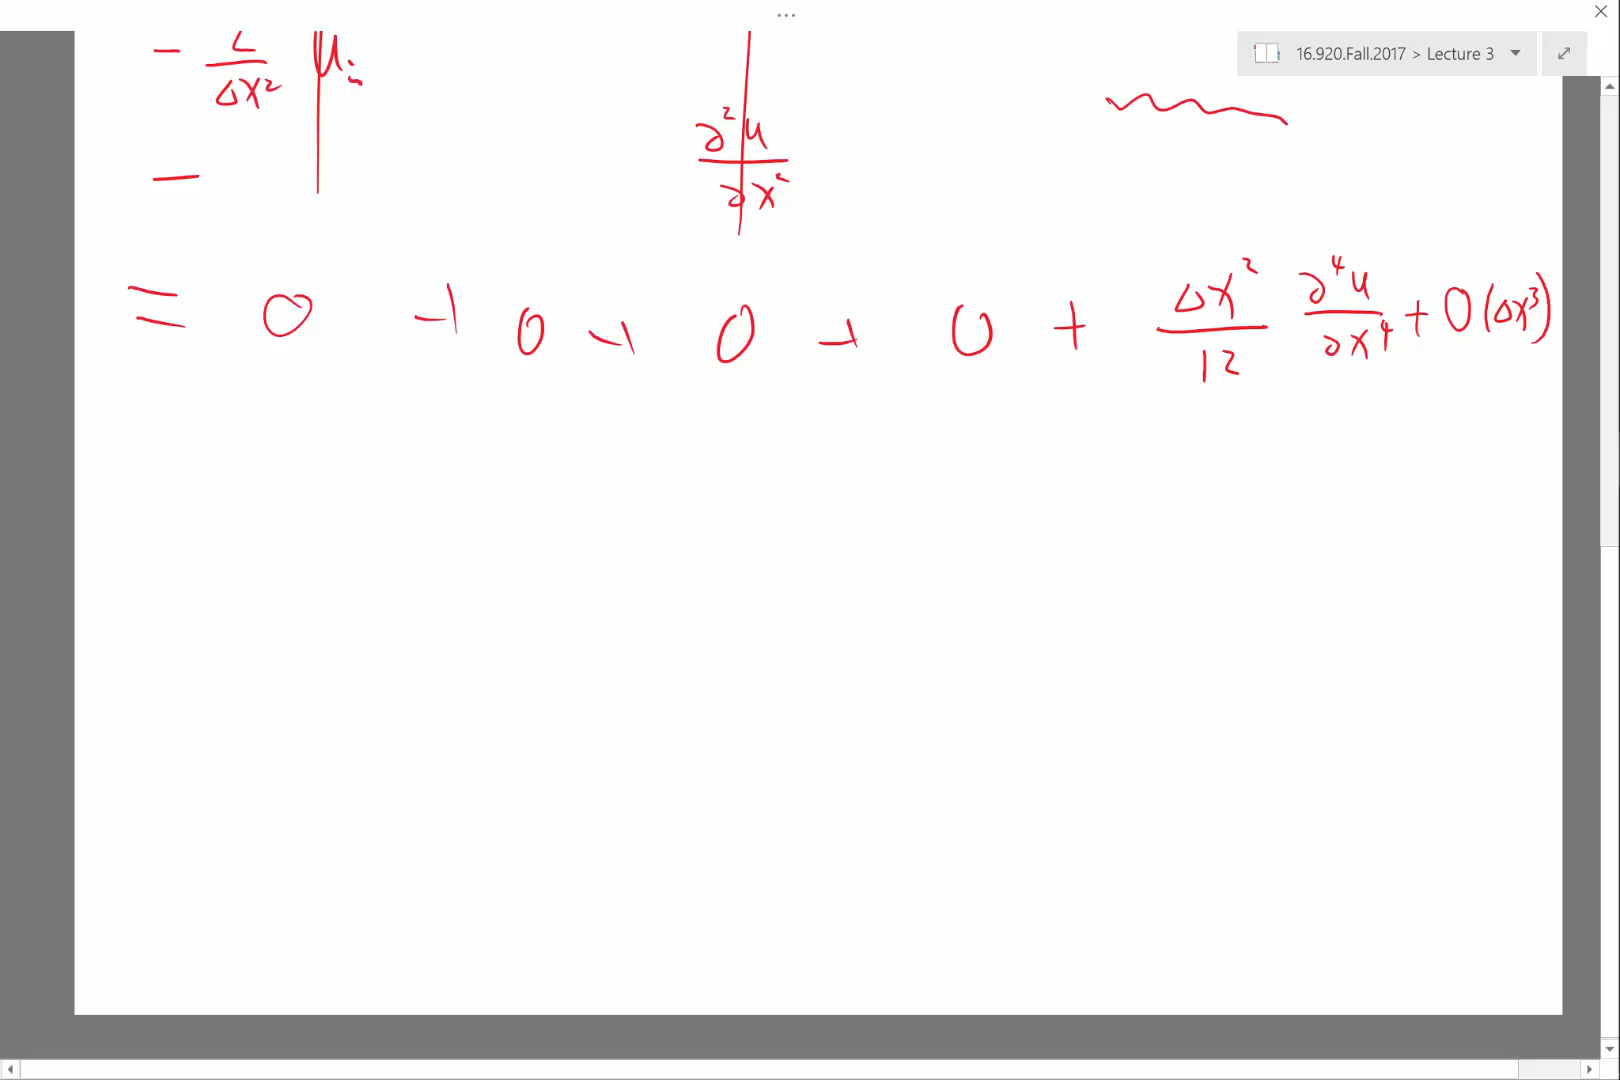 16.920.Fall.2017 > Lecture 3
- 2/Δx² u_i
- ∂²u/∂x²
= 0 + 0 + 0 + 0 + Δx²/12 ∂⁴u/∂x⁴ + O(Δx³)